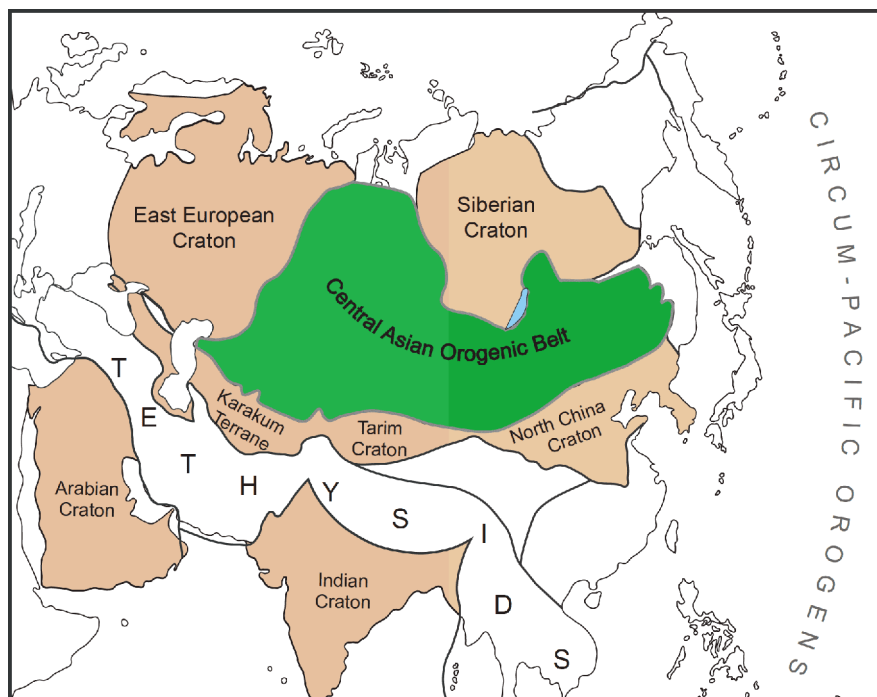 East European
Craton
Siberian
Craton
Central Asian Orogenic Belt
Karakum
Terrane
Tarim
Craton
North China
Craton
Arabian
Craton
Indian
Craton
T E T H Y S I D S
CIRCUM-PACIFIC OROGENS